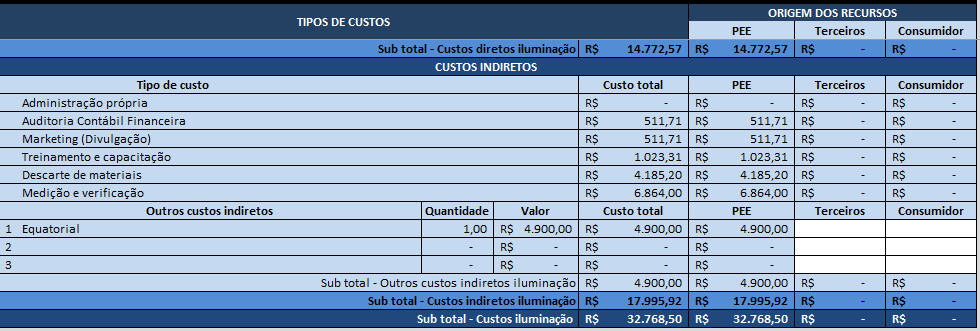 TIPOS DE CUSTOS ORIGEM DOS RECURSOS
PEE Terceiros Consumidor
Sub total - Custos diretos iluminação R$ 14.772,57 R$ 14.772,57 R$ - R$ -
CUSTOS INDIRETOS
Tipo de custo Custo total PEE Terceiros Consumidor
Administração própria R$ - R$ - R$ - R$ -
Auditoria Contábil Financeira R$ 511,71 R$ 511,71 R$ - R$ -
Marketing (Divulgação) R$ 511,71 R$ 511,71 R$ - R$ -
Treinamento e capacitação R$ 1.023,31 R$ 1.023,31 R$ - R$ -
Descarte de materiais R$ 4.185,20 R$ 4.185,20 R$ - R$ -
Medição e verificação R$ 6.864,00 R$ 6.864,00 R$ - R$ -
Outros custos indiretos Quantidade Valor Custo total PEE Terceiros Consumidor
1 Equatorial 1,00 R$ 4.900,00 R$ 4.900,00 R$ 4.900,00
2 - R$ - R$ - R$ -
3 - R$ - R$ - R$ -
Sub total - Outros custos indiretos iluminação R$ 4.900,00 R$ 4.900,00 R$ - R$ -
Sub total - Custos indiretos iluminação R$ 17.995,92 R$ 17.995,92 R$ - R$ -
Sub total - Custos iluminação R$ 32.768,50 R$ 32.768,50 R$ - R$ -